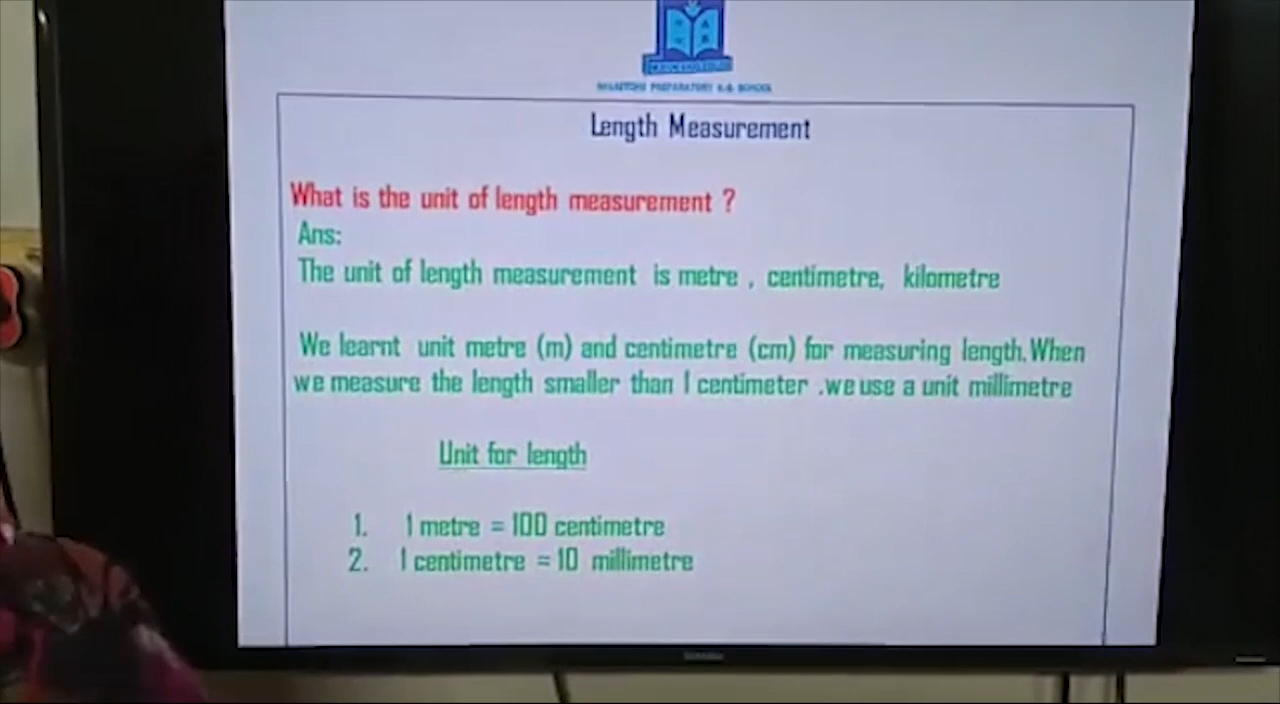 PREPARATORY K.G. SCHOOL
Length Measurement
What is the unit of length measurement ?
Ans:
The unit of length measurement is metre , centimetre, kilometre
We learnt unit metre (m) and centimetre (cm) for measuring length. When
we measure the length smaller than 1 centimeter .we use a unit millimetre
Unit for length
1. 1 metre = 100 centimetre
2. 1 centimetre = 10 millimetre